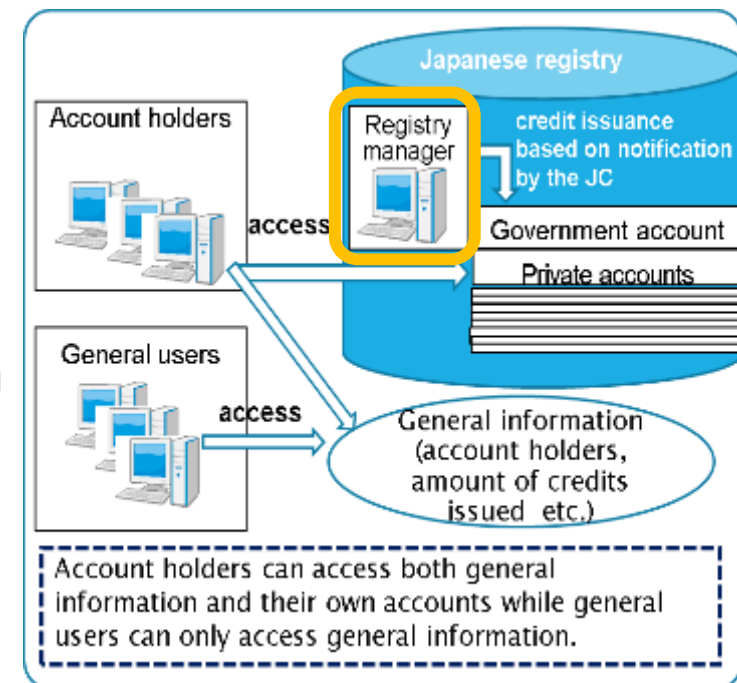 Japanese registry
Account holders
Registry
manager
credit issuance
based on notification
by the JC
access
Government account
Private accounts
General users
access
General information
(account holders,
amount of credits
issued etc.)
Account holders can access both general
information and their own accounts while general
users can only access general information.